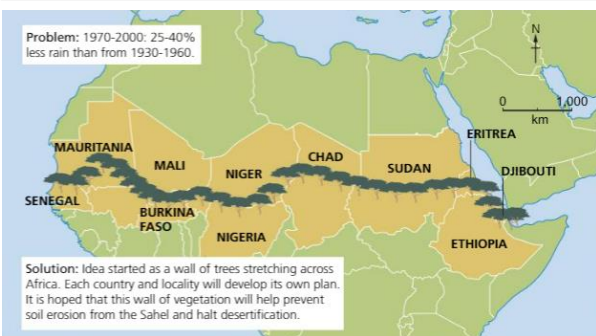 Problem: 1970-2000: 25-40%
less rain than from 1930-1960.
N
0 1,000
km
ERITREA
MAURITANIA
MALI
NIGER
CHAD
SUDAN
DJIBOUTI
SENEGAL
BURKINA
FASO
NIGERIA
ETHIOPIA
Solution: Idea started as a wall of trees stretching across
Africa. Each country and locality will develop its own plan.
It is hoped that this wall of vegetation will help prevent
soil erosion from the Sahel and halt desertification.